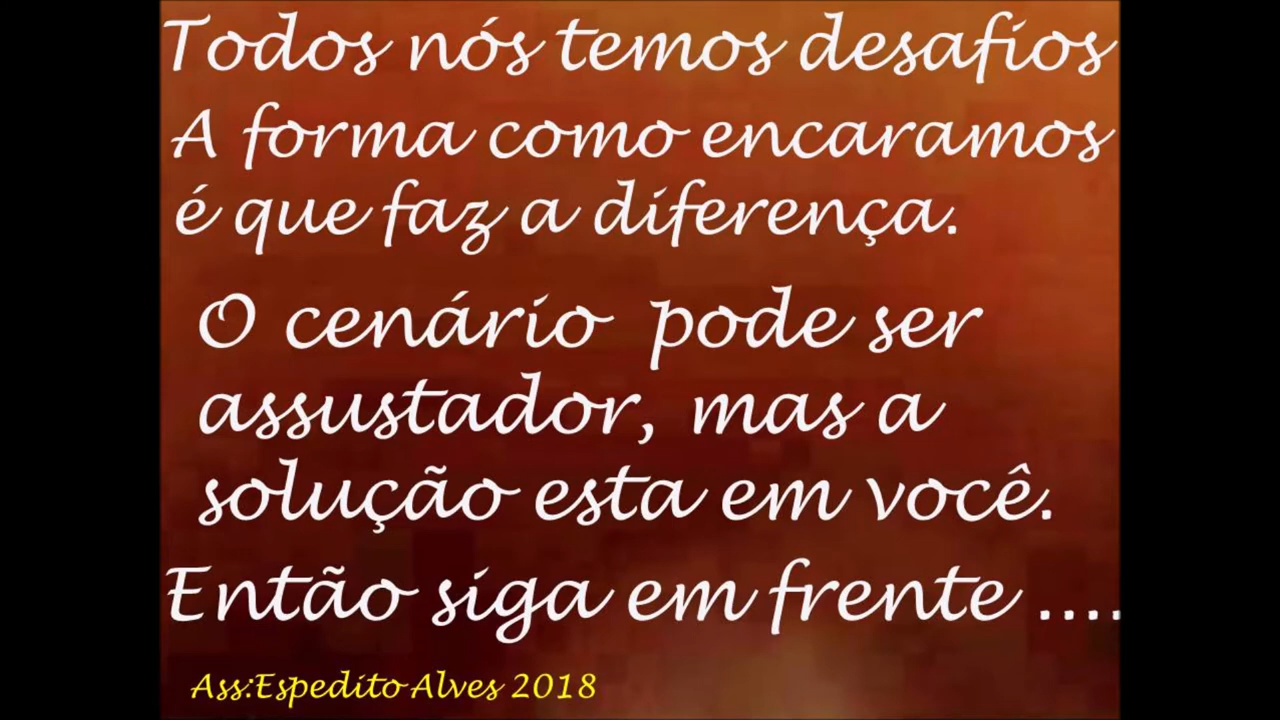 Todos nós temos desafios
A forma como encaramos
é que faz a diferença.
O cenário pode ser
assustador, mas a
solução esta em você.
Então siga em frente ....
Ass:Espedito Alves 2018